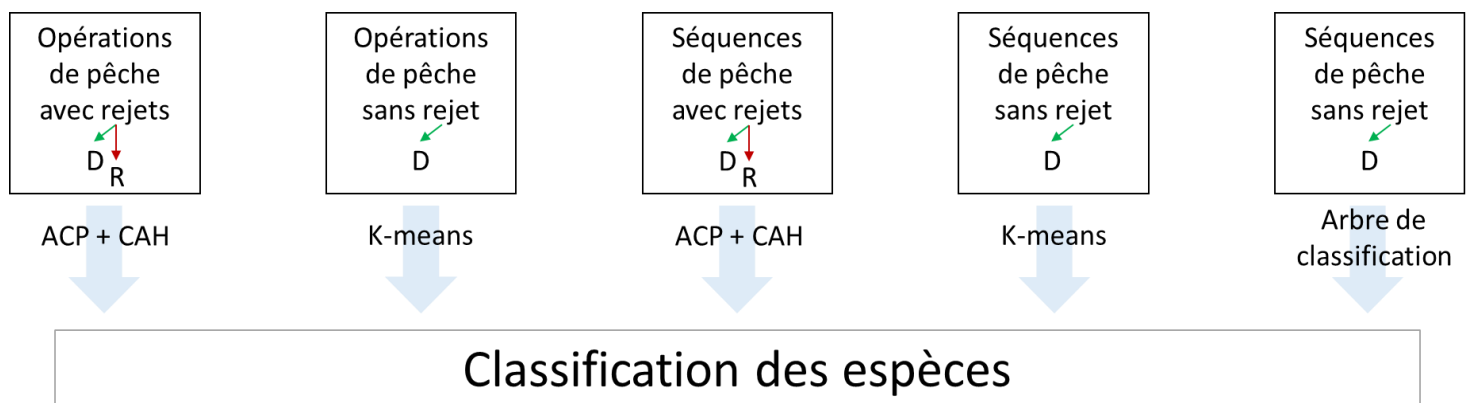 Opérations
de pêche
avec rejets
D
R
Opérations
de pêche
sans rejet
D
Séquences
de pêche
avec rejets
D
R
Séquences
de pêche
sans rejet
D
Séquences
de pêche
sans rejet
D
ACP + CAH
K-means
ACP + CAH
K-means
Arbre de
classification
Classification des espèces